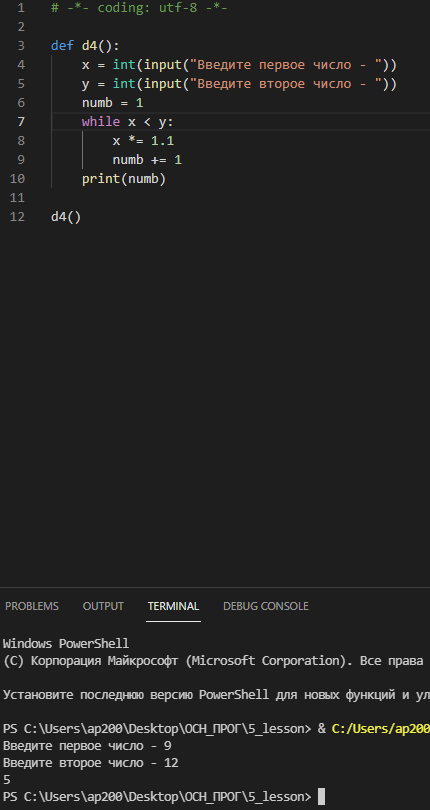 1 # -*- coding: utf-8 -*-
2
3 def d4():
4     x = int(input("Введите первое число - "))
5     y = int(input("Введите второе число - "))
6     numb = 1
7     while x < y:
8         x *= 1.1
9         numb += 1
10     print(numb)
11
12 d4()
PROBLEMS OUTPUT TERMINAL DEBUG CONSOLE
Windows PowerShell
(C) Корпорация Майкрософт (Microsoft Corporation). Все права
Установите последнюю версию PowerShell для новых функций и ул
PS C:\Users\ap200\Desktop\ОСН_ПРОГ\5_lesson> & C:/Users/ap200
Введите первое число - 9
Введите второе число - 12
5
PS C:\Users\ap200\Desktop\ОСН_ПРОГ\5_lesson>